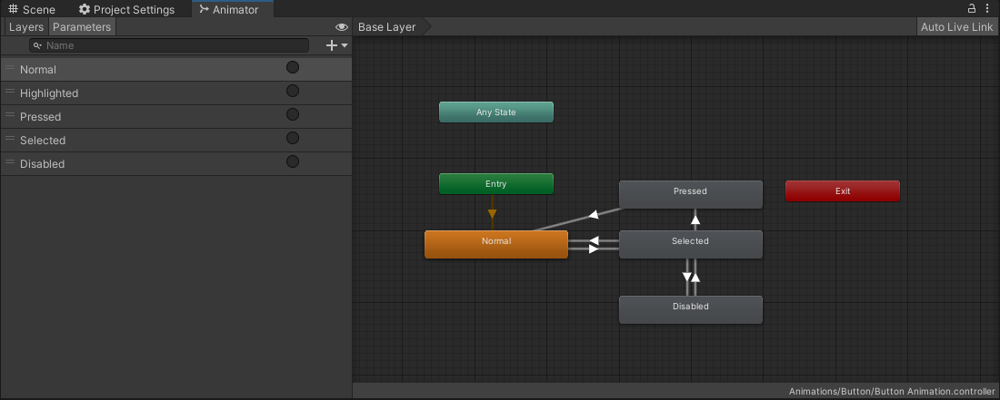 Scene Project Settings Animator
Layers Parameters
Name
Normal
Highlighted
Pressed
Selected
Disabled
Base Layer
Auto Live Link
Any State
Entry
Pressed
Exit
Normal
Selected
Disabled
Animations/Button/Button Animation.controller